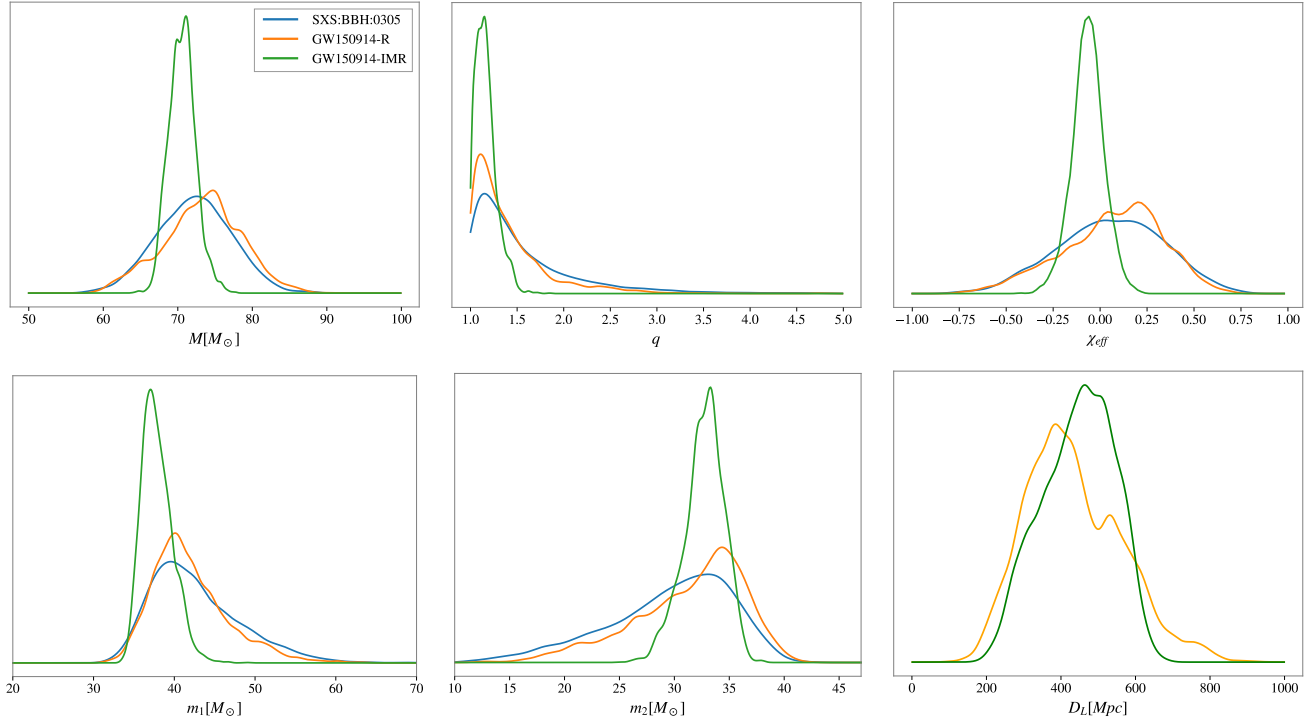 SXS:BBH:0305
GW150914-R
GW150914-IMR
50 60 70 80 90 100
M[M⊙]
1.0 1.5 2.0 2.5 3.0 3.5 4.0 4.5 5.0
q
−1.00 −0.75 −0.50 −0.25 0.00 0.25 0.50 0.75 1.00
χeff
20 30 40 50 60 70
m1[M⊙]
10 15 20 25 30 35 40 45
m2[M⊙]
0 200 400 600 800 1000
DL[Mpc]